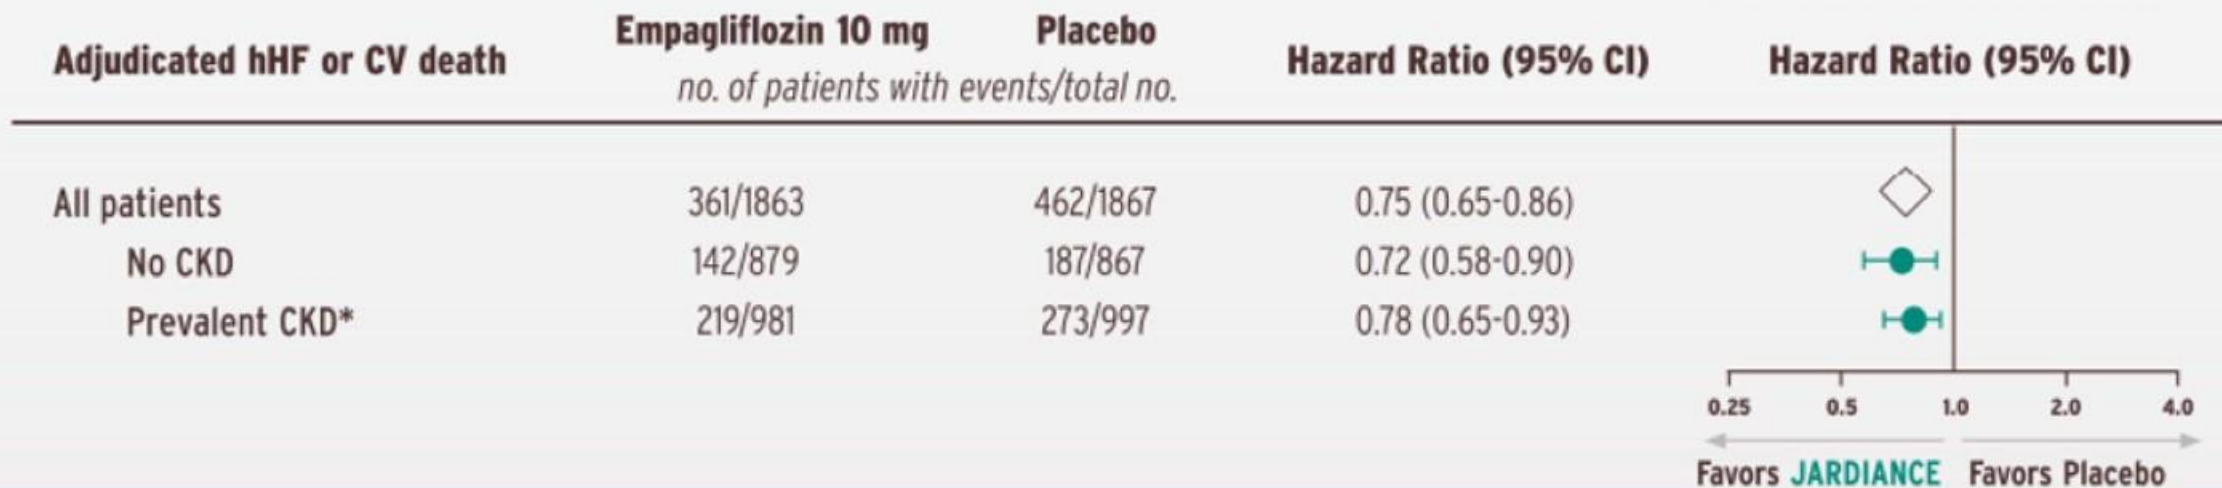 Adjudicated hHF or CV death Empagliflozin 10 mg Placebo Hazard Ratio (95% CI) Hazard Ratio (95% CI)
no. of patients with events/total no.
All patients 361/1863 462/1867 0.75 (0.65-0.86)
No CKD 142/879 187/867 0.72 (0.58-0.90)
Prevalent CKD* 219/981 273/997 0.78 (0.65-0.93)
0.25 0.5 1.0 2.0 4.0
Favors JARDIANCE Favors Placebo